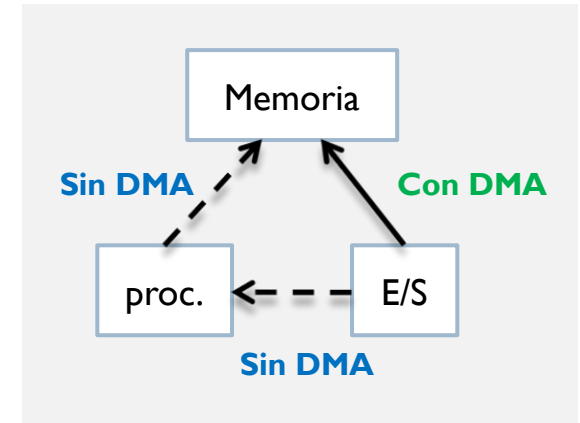 Memoria
Sin DMA
Con DMA
proc.
E/S
Sin DMA